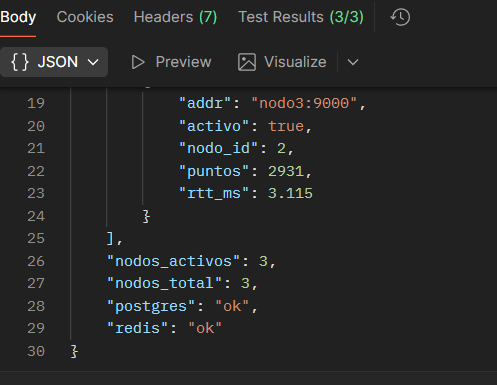 Body Cookies Headers (7) Test Results (3/3)
{} JSON Preview Visualize
19 "addr": "nodo3:9000",
20 "activo": true,
21 "nodo_id": 2,
22 "puntos": 2931,
23 "rtt_ms": 3.115
24 }
25 ],
26 "nodos_activos": 3,
27 "nodos_total": 3,
28 "postgres": "ok",
29 "redis": "ok"
30 }